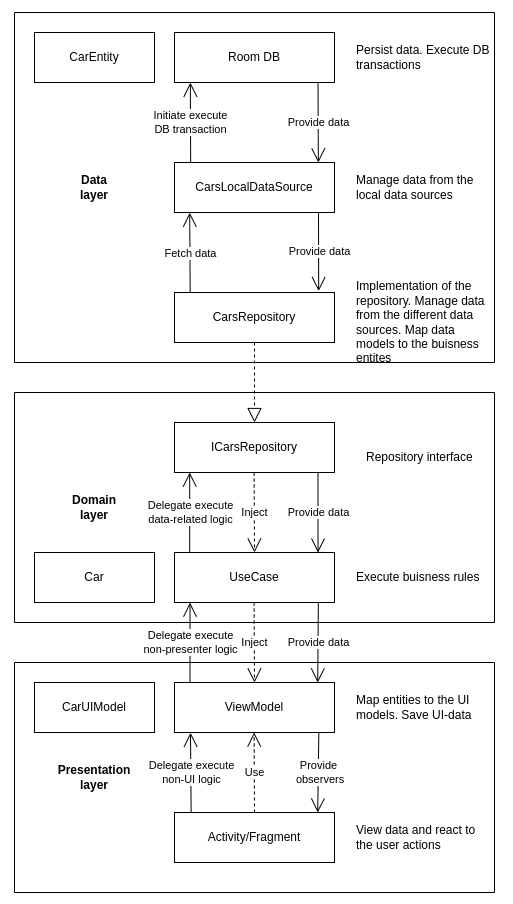 CarEntity
Room DB
Persist data. Execute DB
transactions
Initiate execute
DB transaction
Provide data
Data
layer
CarsLocalDataSource
Manage data from the
local data sources
Fetch data
Provide data
CarsRepository
Implementation of the
repository. Manage data
from the different data
sources. Map data
models to the buisness
entites
ICarsRepository
Repository interface
Domain
layer
Delegate execute
data-related logic
Inject
Provide data
Car
UseCase
Execute buisness rules
Delegate execute
non-presenter logic
Inject
Provide data
CarUIModel
ViewModel
Map entities to the UI
models. Save UI-data
Presentation
layer
Delegate execute
non-UI logic
Use
Provide
observers
Activity/Fragment
View data and react to
the user actions